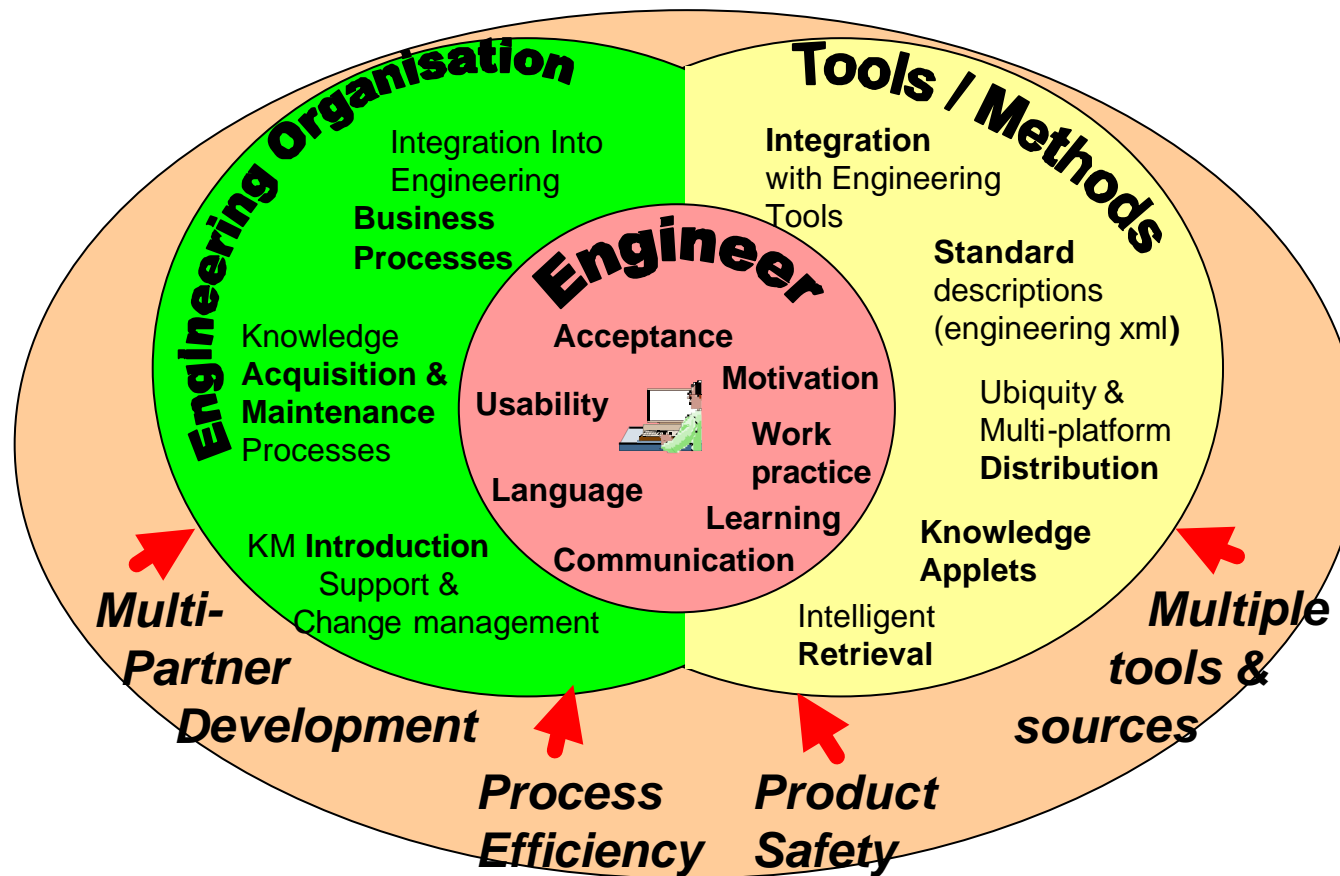 Engineering Organisation
Integration Into
Engineering
Business
Processes
Knowledge
Acquisition &
Maintenance
Processes
KM Introduction
Support &
Change management
Tools / Methods
Integration
with Engineering
Tools
Standard
descriptions
(engineering xml)
Ubiquity &
Multi-platform
Distribution
Knowledge
Applets
Intelligent
Retrieval
Engineer
Acceptance
Motivation
Usability
Work
practice
Language
Learning
Communication
Multi-
Partner
Development
Process
Efficiency
Product
Safety
Multiple
tools &
sources